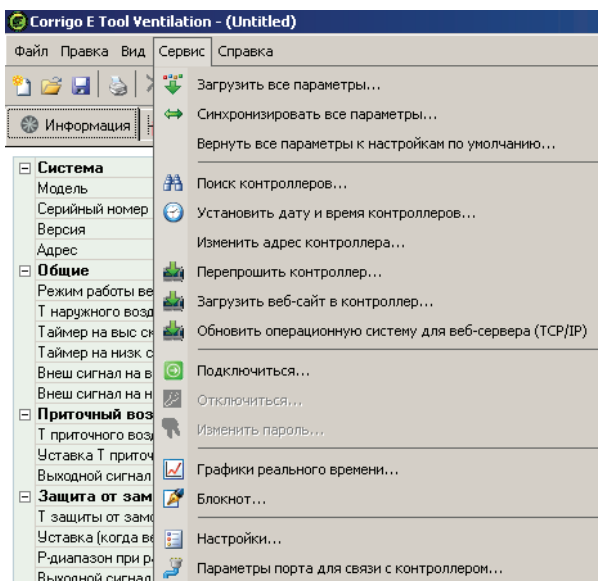 Corrigo E Tool Ventilation - (Untitled)
Файл Правка Вид Сервис Справка
Информация
Загрузить все параметры...
Синхронизировать все параметры...
Вернуть все параметры к настройкам по умолчанию...
Поиск контроллеров...
Установить дату и время контроллеров...
Изменить адрес контроллера...
Перепрошить контроллер...
Загрузить веб-сайт в контроллер...
Обновить операционную систему для веб-сервера (TCP/IP)
Подключиться...
Отключиться...
Изменить пароль...
Графики реального времени...
Блокнот...
Настройки...
Параметры порта для связи с контроллером...
Система
Модель
Серийный номер
Версия
Адрес
Общие
Режим работы ве
Т наружного возд
Таймер на выс ск
Таймер на низк с
Внеш сигнал на в
Внеш сигнал на н
Приточный воз
Т приточного возд
Уставка Т приточ
Выходной сигнал
Защита от зам
Т защиты от замо
Уставка (когда ве
Р-диапазон при р
Выходной сигнал